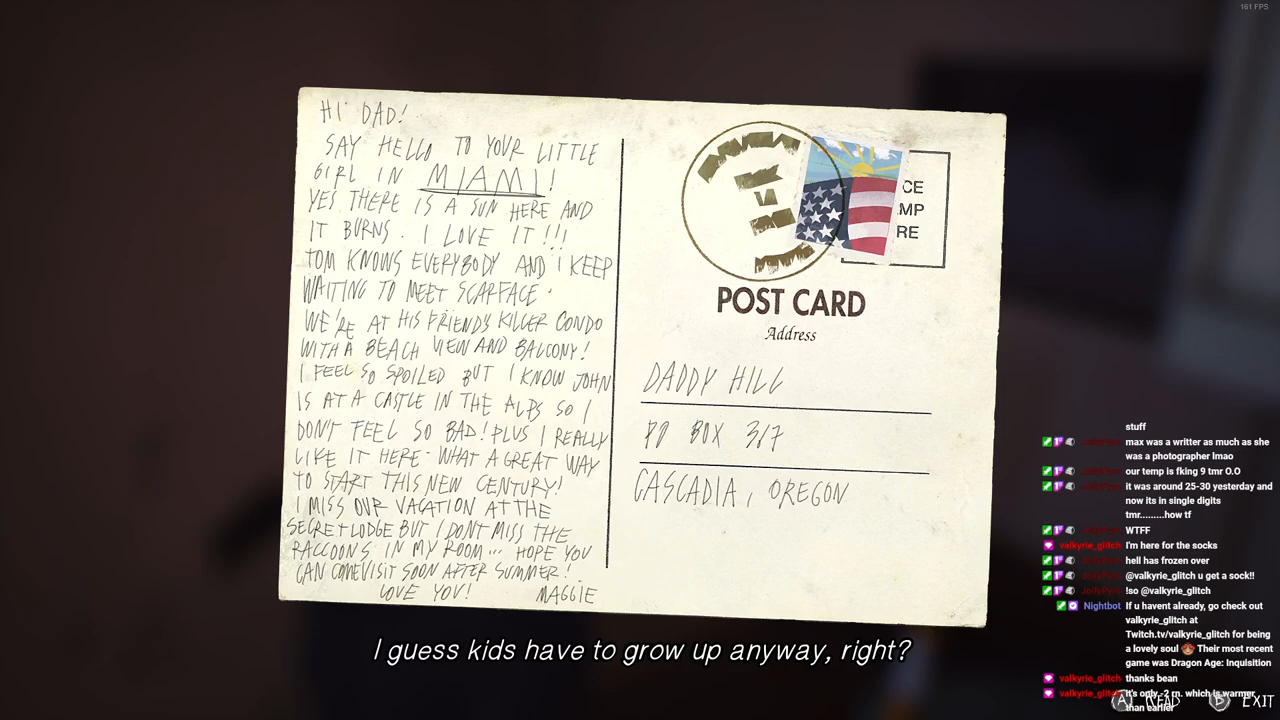 161 FPS
HI DAD!
SAY HELLO TO YOUR LITTLE
GIRL IN MIAMI!
YES THERE IS A SUN HERE AND
IT BURNS. I LOVE IT!!!
TOM KNOWS EVERYBODY AND I KEEP
WAITING TO MEET SCARFACE.
WE'RE AT HIS FRIENDS KILLER CONDO
WITH A BEACH VIEW AND BALCONY!
I FEEL SO SPOILED BUT I KNOW JOHN
IS AT A CASTLE IN THE ALPS SO I
DON'T FEEL SO BAD! PLUS I REALLY
LIKE IT HERE. WHAT A GREAT WAY
TO START THIS NEW CENTURY!
I MISS OUR VACATION AT THE
SECRET LODGE BUT I DONT MISS THE
RACCOONS IN MY ROOM... HOPE YOU
CAN COME VISIT SOON AFTER SUMMER!
LOVE YOU! MAGGIE
CE
MP
RE
POST CARD
Address
DADDY HILL
PO BOX 317
CASCADIA, OREGON
I guess kids have to grow up anyway, right?
stuff
max was a writter as much as she
was a photographer lmao
our temp is fking 9 tmr O.O
it was around 25-30 yesterday and
now its in single digits
tmr.........how tf
WTFF
valkyrie_glitch I'm here for the socks
hell has frozen over
@valkyrie_glitch u get a sock!!
!so @valkyrie_glitch
Nightbot If u havent already, go check out
valkyrie_glitch at
Twitch.tv/valkyrie_glitch for being
a lovely soul Their most recent
game was Dragon Age: Inquisition
valkyrie_glitch thanks bean
valkyrie_glitch it's only -2 rn. which is warmer
than earlier
A READ
EXIT